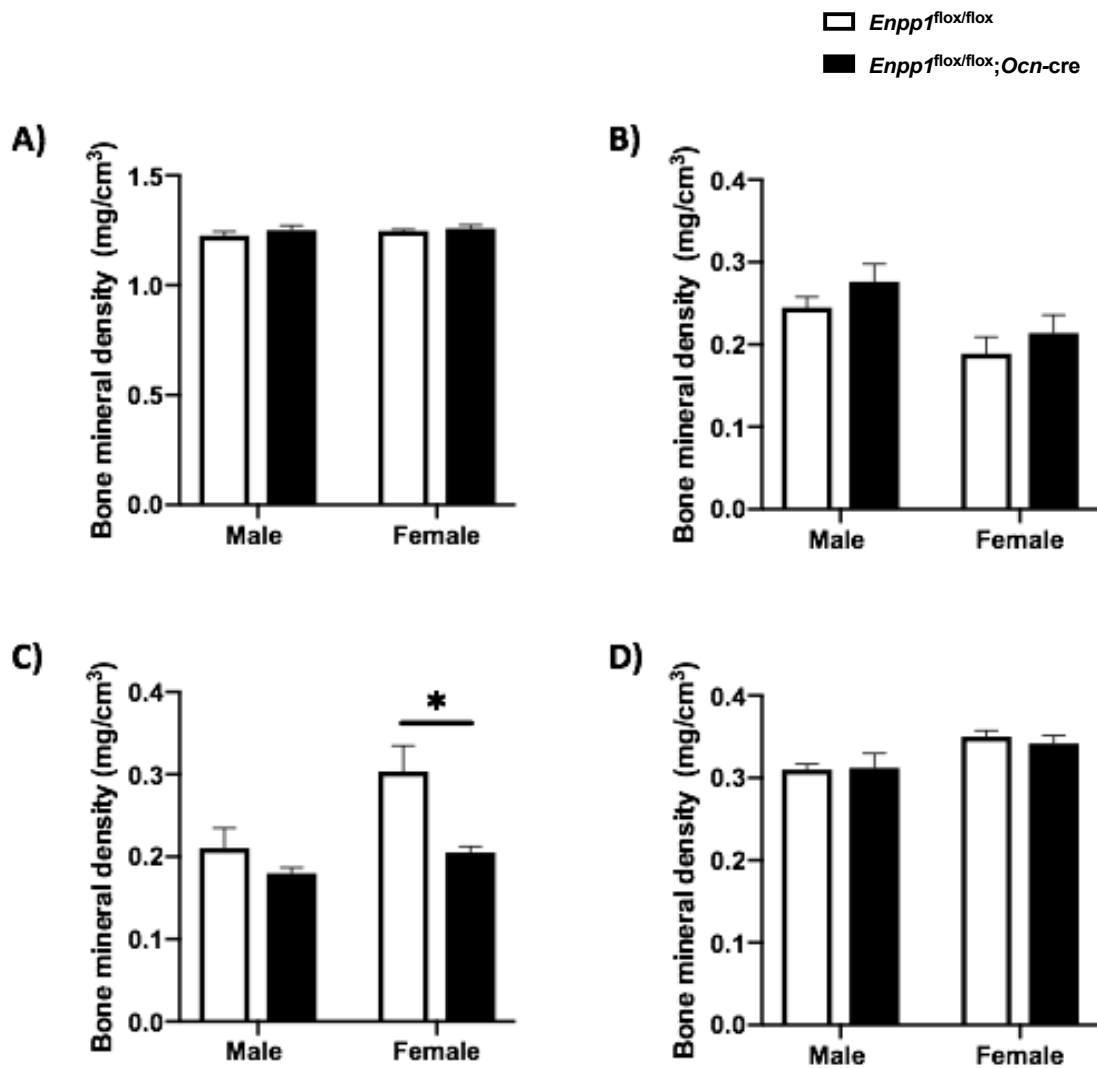 Enpp1flox/flox
Enpp1flox/flox;Ocn-cre
A)
Bone mineral density (mg/cm3)
1.5
1.0
0.5
0.0
Male Female
B)
Bone mineral density (mg/cm3)
0.4
0.3
0.2
0.1
0.0
Male Female
C)
Bone mineral density (mg/cm3)
0.4
0.3
0.2
0.1
0.0
*
Male Female
D)
Bone mineral density (mg/cm3)
0.4
0.3
0.2
0.1
0.0
Male Female